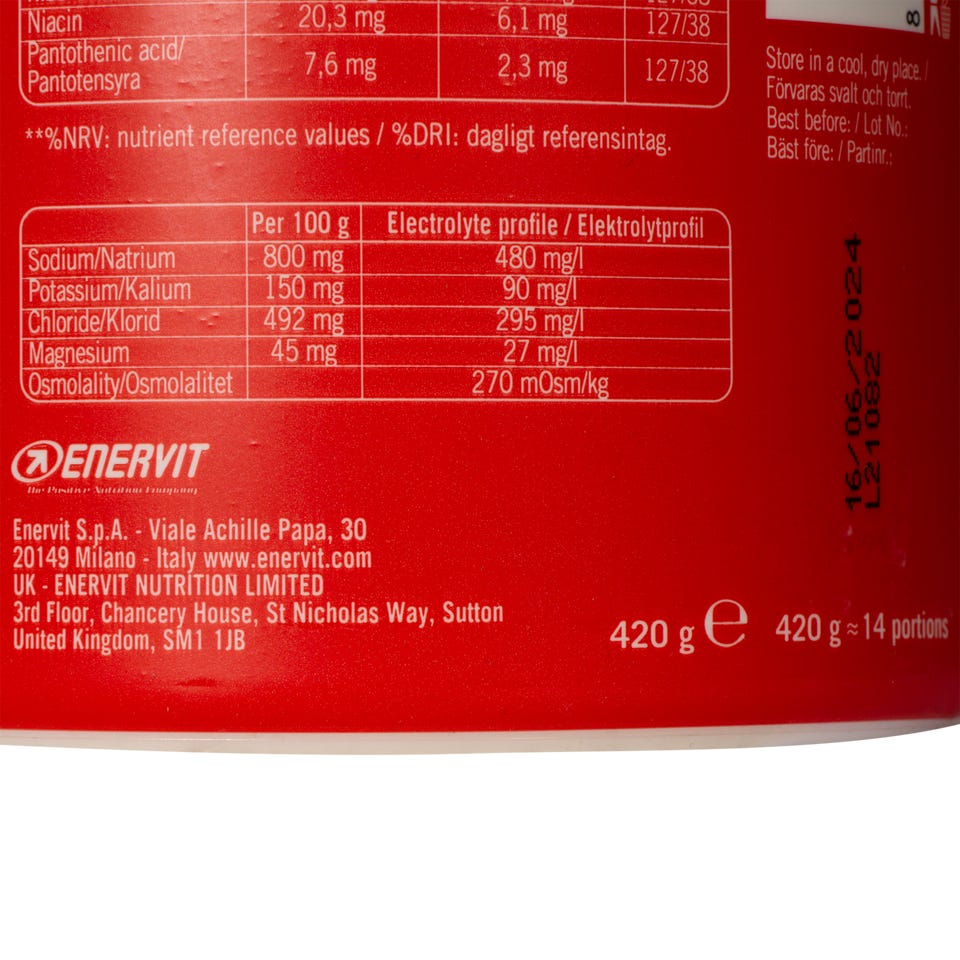 Niacin 20,3 mg 6,1 mg 127/38
Pantothenic acid/
Pantotensyra 7,6 mg 2,3 mg 127/38
**%NRV: nutrient reference values / %DRI: dagligt referensintag.
Per 100 g Electrolyte profile / Elektrolytprofil
Sodium/Natrium 800 mg 480 mg/l
Potassium/Kalium 150 mg 90 mg/l
Chloride/Klorid 492 mg 295 mg/l
Magnesium 45 mg 27 mg/l
Osmolality/Osmolalitet 270 mOsm/kg
ENERVIT
The Positive Nutrition Company
Enervit S.p.A. - Viale Achille Papa, 30
20149 Milano - Italy www.enervit.com
UK - ENERVIT NUTRITION LIMITED
3rd Floor, Chancery House, St Nicholas Way, Sutton
United Kingdom, SM1 1JB
420 g e 420 g ≈ 14 portions
8
Store in a cool, dry place. /
Förvaras svalt och torrt.
Best before: / Lot No.:
Bäst före: / Partinr.:
16/06/2024
L21082